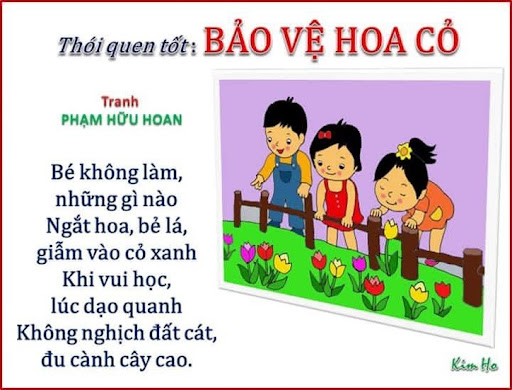 Thói quen tốt: BẢO VỆ HOA CỎ
Tranh
PHẠM HỮU HOAN
Bé không làm,
những gì nào
Ngắt hoa, bẻ lá,
giẫm vào cỏ xanh
Khi vui học,
lúc dạo quanh
Không nghịch đất cát,
đu cành cây cao.
Kim Ho